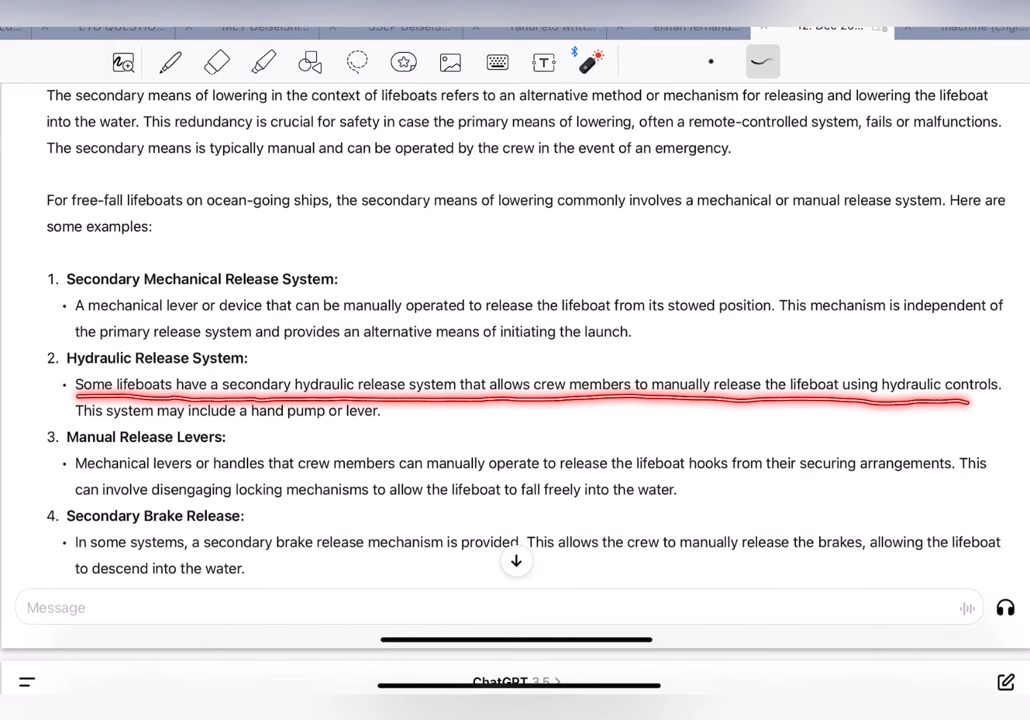 The secondary means of lowering in the context of lifeboats refers to an alternative method or mechanism for releasing and lowering the lifeboat
into the water. This redundancy is crucial for safety in case the primary means of lowering, often a remote-controlled system, fails or malfunctions.
The secondary means is typically manual and can be operated by the crew in the event of an emergency.
For free-fall lifeboats on ocean-going ships, the secondary means of lowering commonly involves a mechanical or manual release system. Here are
some examples:
1. Secondary Mechanical Release System:
• A mechanical lever or device that can be manually operated to release the lifeboat from its stowed position. This mechanism is independent of
the primary release system and provides an alternative means of initiating the launch.
2. Hydraulic Release System:
• Some lifeboats have a secondary hydraulic release system that allows crew members to manually release the lifeboat using hydraulic controls.
This system may include a hand pump or lever.
3. Manual Release Levers:
• Mechanical levers or handles that crew members can manually operate to release the lifeboat hooks from their securing arrangements. This
can involve disengaging locking mechanisms to allow the lifeboat to fall freely into the water.
4. Secondary Brake Release:
• In some systems, a secondary brake release mechanism is provided. This allows the crew to manually release the brakes, allowing the lifeboat
to descend into the water.
Message
ChatGPT 3.5 >